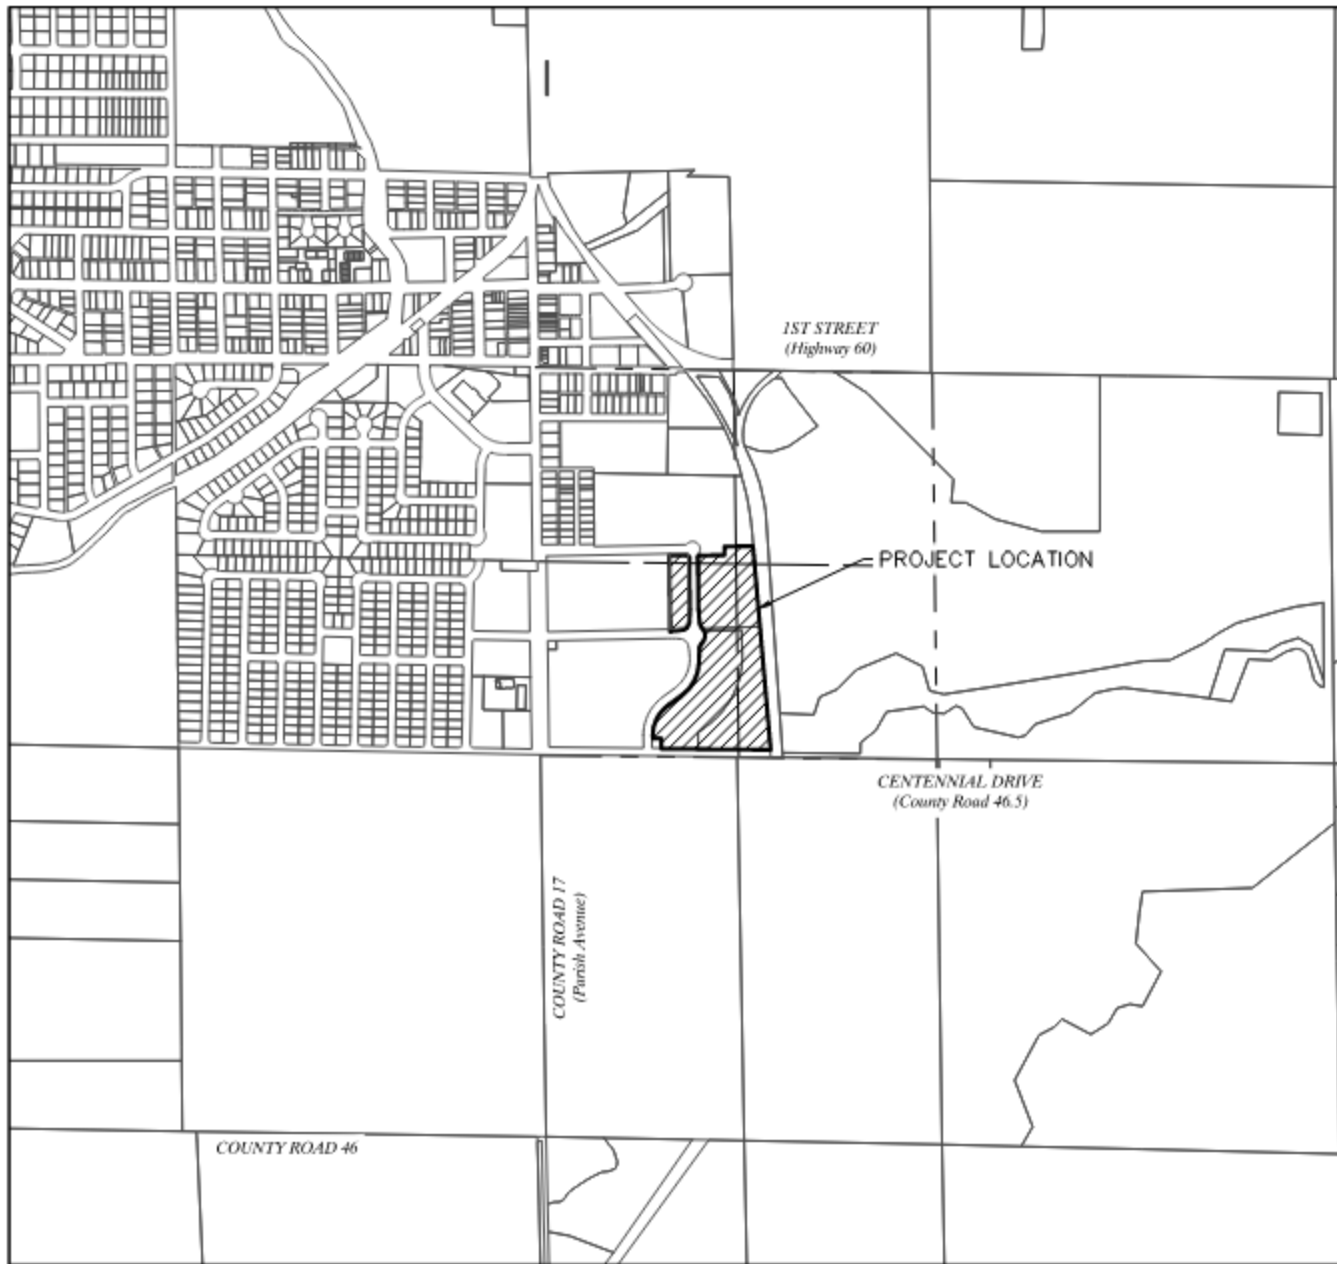 1ST STREET
(Highway 60)
PROJECT LOCATION
CENTENNIAL DRIVE
(County Road 46.5)
COUNTY ROAD 17
(Parish Avenue)
COUNTY ROAD 46